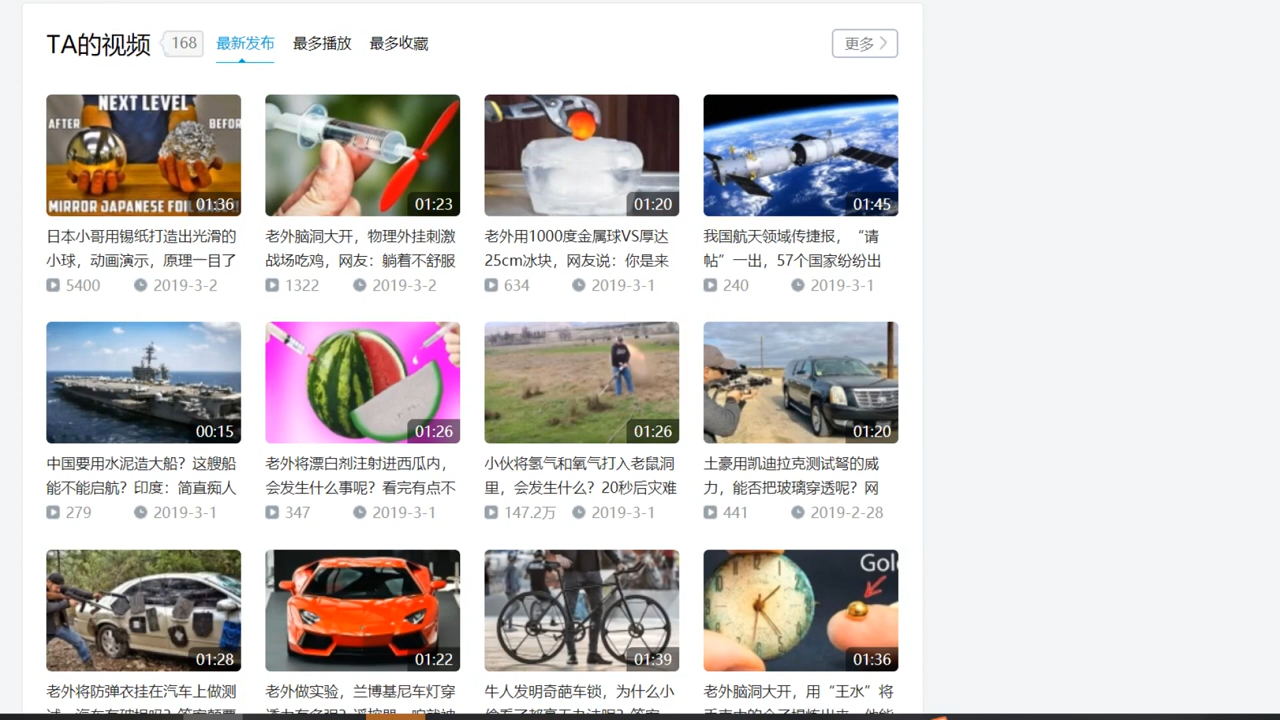 TA的视频 168 最新发布 最多播放 最多收藏 更多
NEXT LEVEL
AFTER
01:36
01:23
01:20
01:45
日本小哥用锡纸打造出光滑的
小球，动画演示，原理一目了
5400 2019-3-2
老外脑洞大开，物理外挂刺激
战场吃鸡，网友：躺着不舒服
1322 2019-3-2
老外用1000度金属球VS厚达
25cm冰块，网友说：你是来
634 2019-3-1
我国航天领域传捷报，“请
帖”一出，57个国家纷纷出
240 2019-3-1
00:15
01:26
01:26
01:20
中国要用水泥造大船？这艘船
能不能启航？印度：简直痴人
279 2019-3-1
老外将漂白剂注射进西瓜内，
会发生什么事呢？看完有点不
347 2019-3-1
小伙将氢气和氧气打入老鼠洞
里，会发生什么？20秒后灾难
147.2万 2019-3-1
土豪用凯迪拉克测试弩的威
力，能否把玻璃穿透呢？网
441 2019-2-28
01:28
01:22
01:39
01:36
老外将防弹衣挂在汽车上做测
老外做实验，兰博基尼车灯穿
牛人发明奇葩车锁，为什么小
老外脑洞大开，用“王水”将